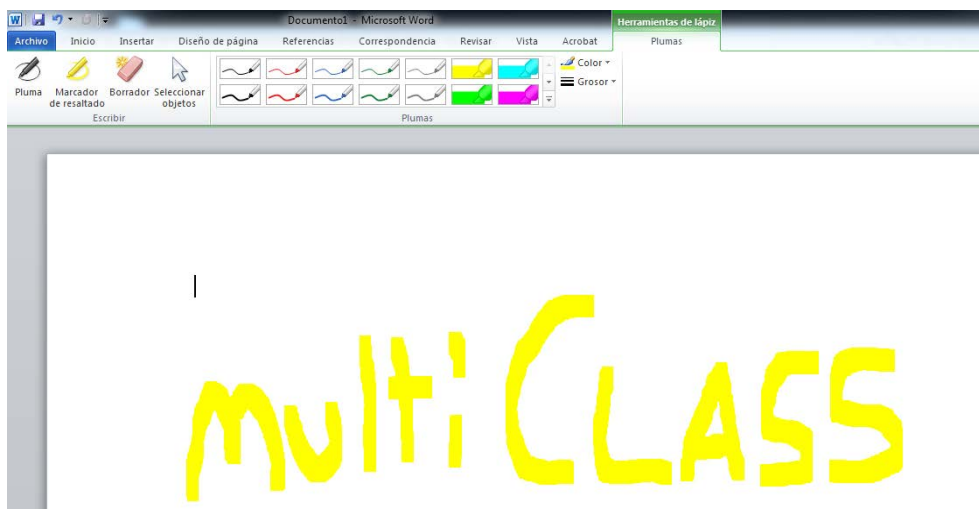 Documento1 - Microsoft Word
Herramientas de lápiz
Archivo Inicio Insertar Diseño de página Referencias Correspondencia Revisar Vista Acrobat Plumas
Pluma Marcador de resaltado Borrador Seleccionar objetos
Color
Grosor
Escribir Plumas
multiCLASS